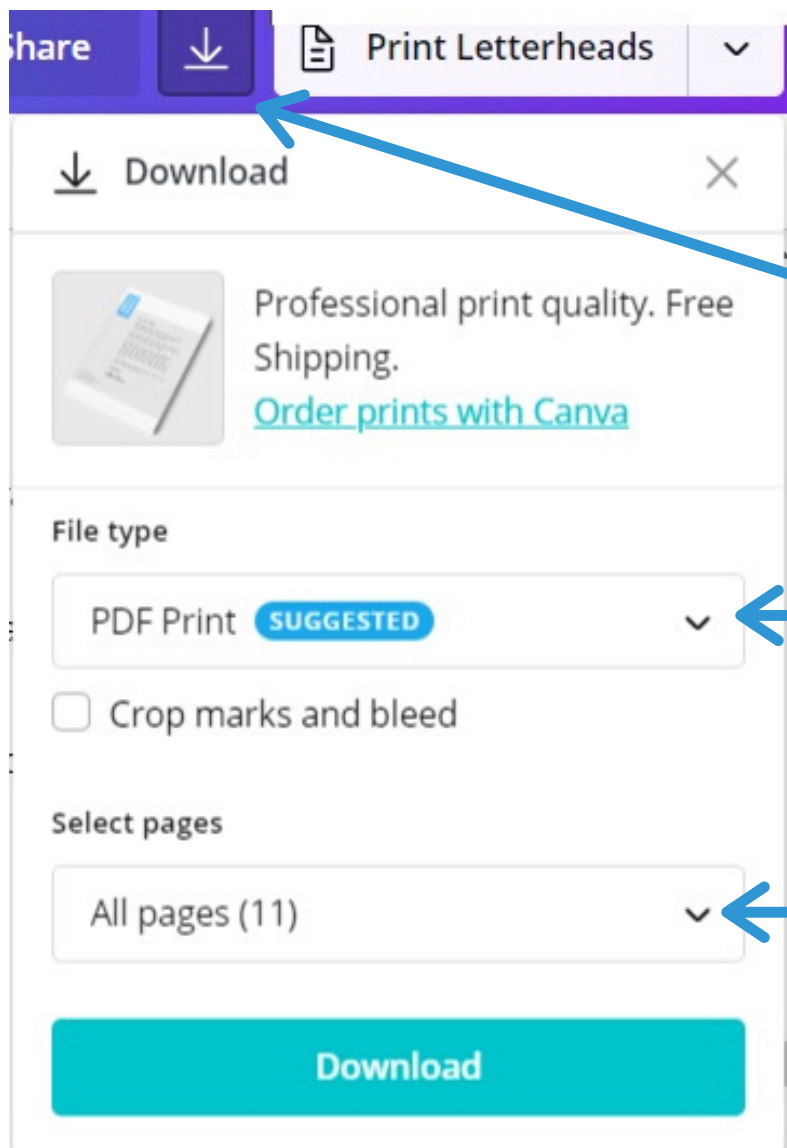 Share
Print Letterheads
Download
Professional print quality. Free
Shipping.
Order prints with Canva
File type
PDF Print SUGGESTED
Crop marks and bleed
Select pages
All pages (11)
Download